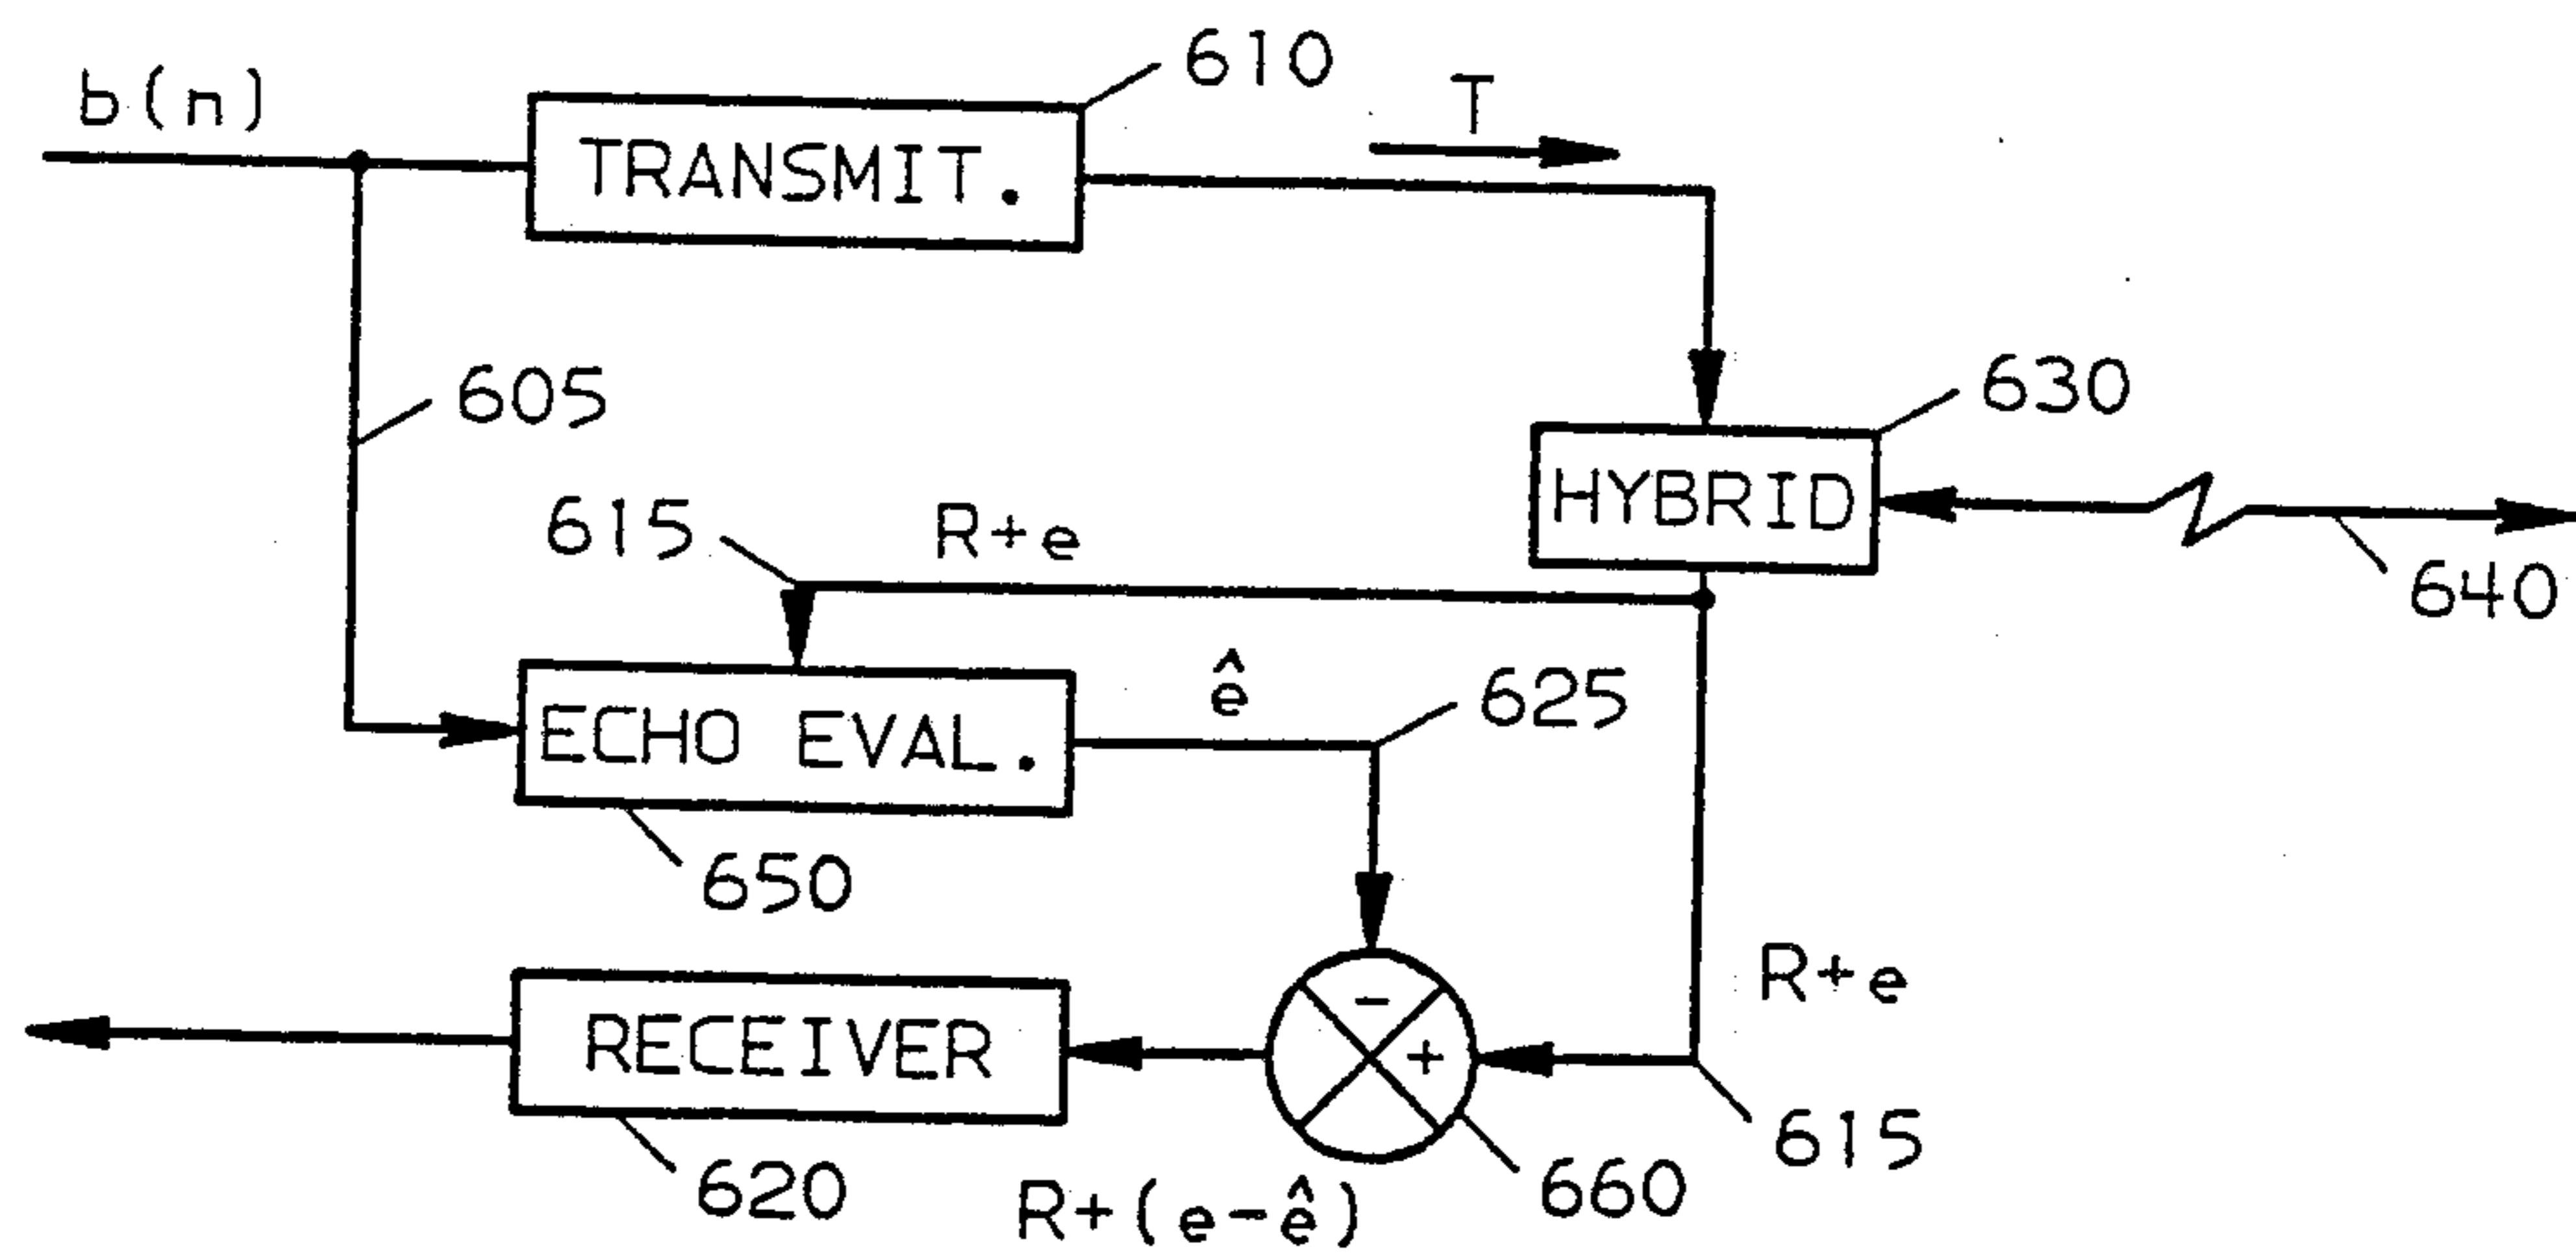 b(n)
610
T
TRANSMIT.
605
630
HYBRID
615
R+e
640
ê
625
ECHO EVAL.
650
R+e
-
+
RECEIVER
615
620
R+(e-ê)
660